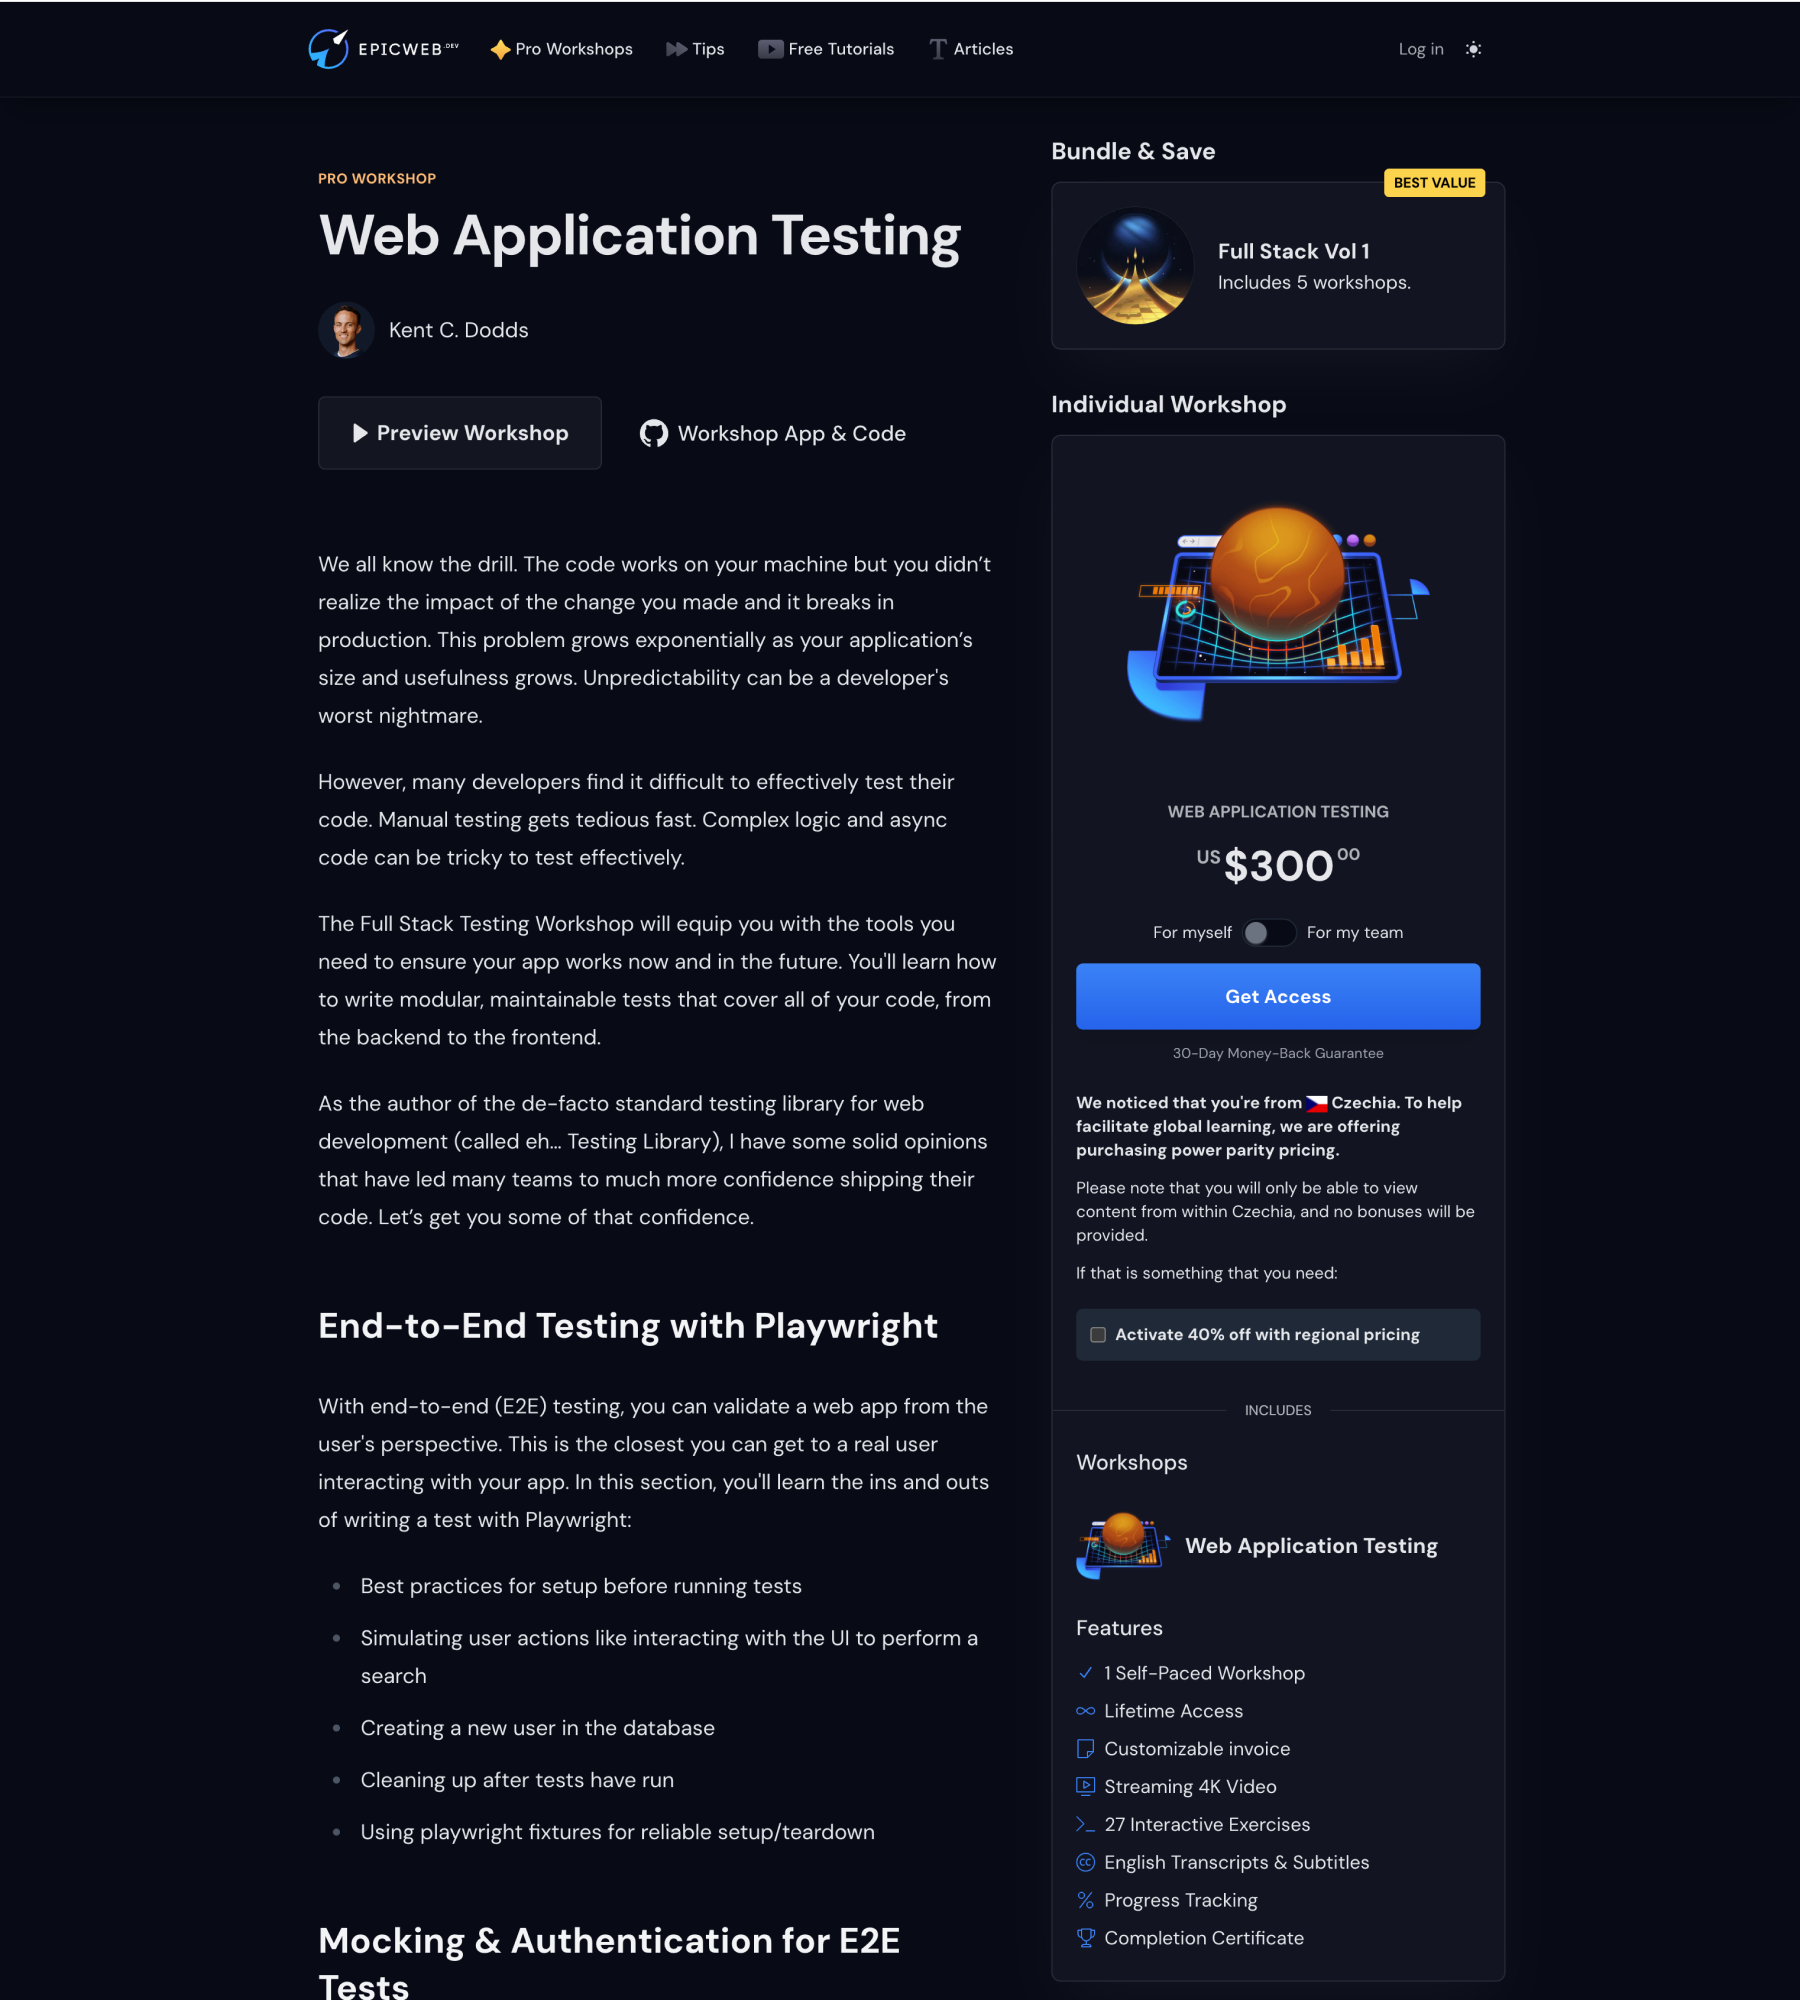 EPICWEB.DEV
Pro Workshops
Tips
Free Tutorials
Articles
Log in
PRO WORKSHOP
Web Application Testing
Kent C. Dodds
Preview Workshop
Workshop App & Code
We all know the drill. The code works on your machine but you didn’t
realize the impact of the change you made and it breaks in
production. This problem grows exponentially as your application’s
size and usefulness grows. Unpredictability can be a developer's
worst nightmare.
However, many developers find it difficult to effectively test their
code. Manual testing gets tedious fast. Complex logic and async
code can be tricky to test effectively.
The Full Stack Testing Workshop will equip you with the tools you
need to ensure your app works now and in the future. You'll learn how
to write modular, maintainable tests that cover all of your code, from
the backend to the frontend.
As the author of the de-facto standard testing library for web
development (called eh... Testing Library), I have some solid opinions
that have led many teams to much more confidence shipping their
code. Let’s get you some of that confidence.
End-to-End Testing with Playwright
With end-to-end (E2E) testing, you can validate a web app from the
user's perspective. This is the closest you can get to a real user
interacting with your app. In this section, you'll learn the ins and outs
of writing a test with Playwright:
Best practices for setup before running tests
Simulating user actions like interacting with the UI to perform a
search
Creating a new user in the database
Cleaning up after tests have run
Using playwright fixtures for reliable setup/teardown
Mocking & Authentication for E2E
Tests
Bundle & Save
BEST VALUE
Full Stack Vol 1
Includes 5 workshops.
Individual Workshop
WEB APPLICATION TESTING
US $300 00
For myself
For my team
Get Access
30-Day Money-Back Guarantee
We noticed that you're from 🇨🇿 Czechia. To help
facilitate global learning, we are offering
purchasing power parity pricing.
Please note that you will only be able to view
content from within Czechia, and no bonuses will be
provided.
If that is something that you need:
Activate 40% off with regional pricing
INCLUDES
Workshops
Web Application Testing
Features
1 Self-Paced Workshop
Lifetime Access
Customizable invoice
Streaming 4K Video
27 Interactive Exercises
English Transcripts & Subtitles
Progress Tracking
Completion Certificate